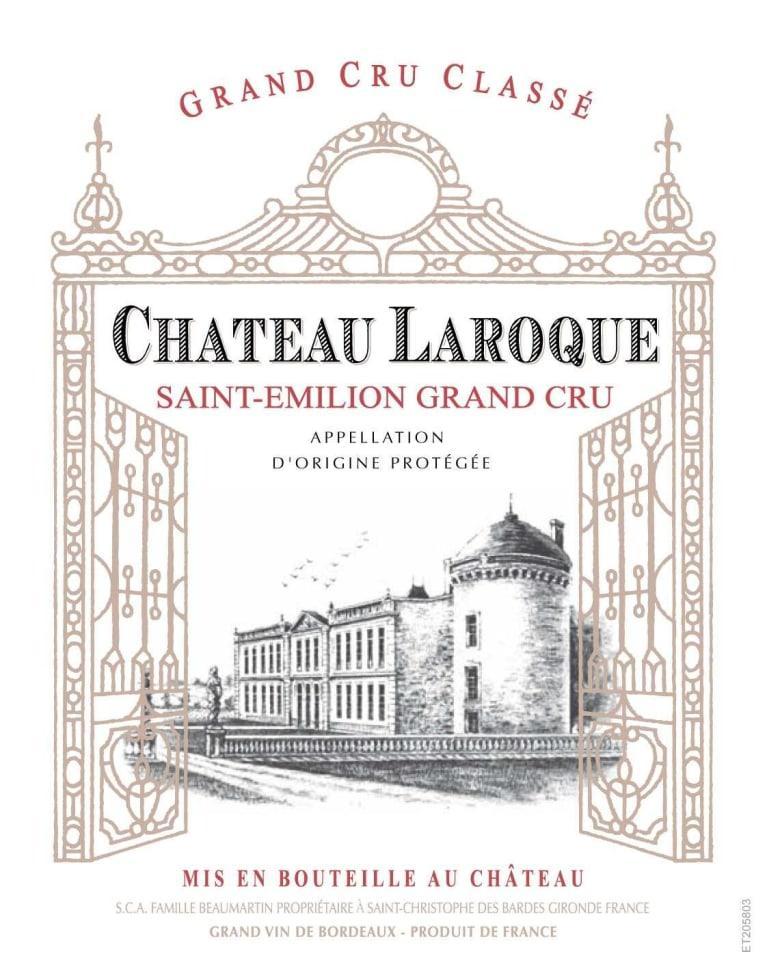 GRAND CRU CLASSÉ
CHATEAU LAROQUE
SAINT-EMILION GRAND CRU
APPELLATION
D'ORIGINE PROTÉGÉE
MIS EN BOUTEILLE AU CHÂTEAU
S.C.A. FAMILLE BEAUMARTIN PROPRIÉTAIRE À SAINT-CHRISTOPHE DES BARDES GIRONDE FRANCE
GRAND VIN DE BORDEAUX - PRODUIT DE FRANCE
ET205803